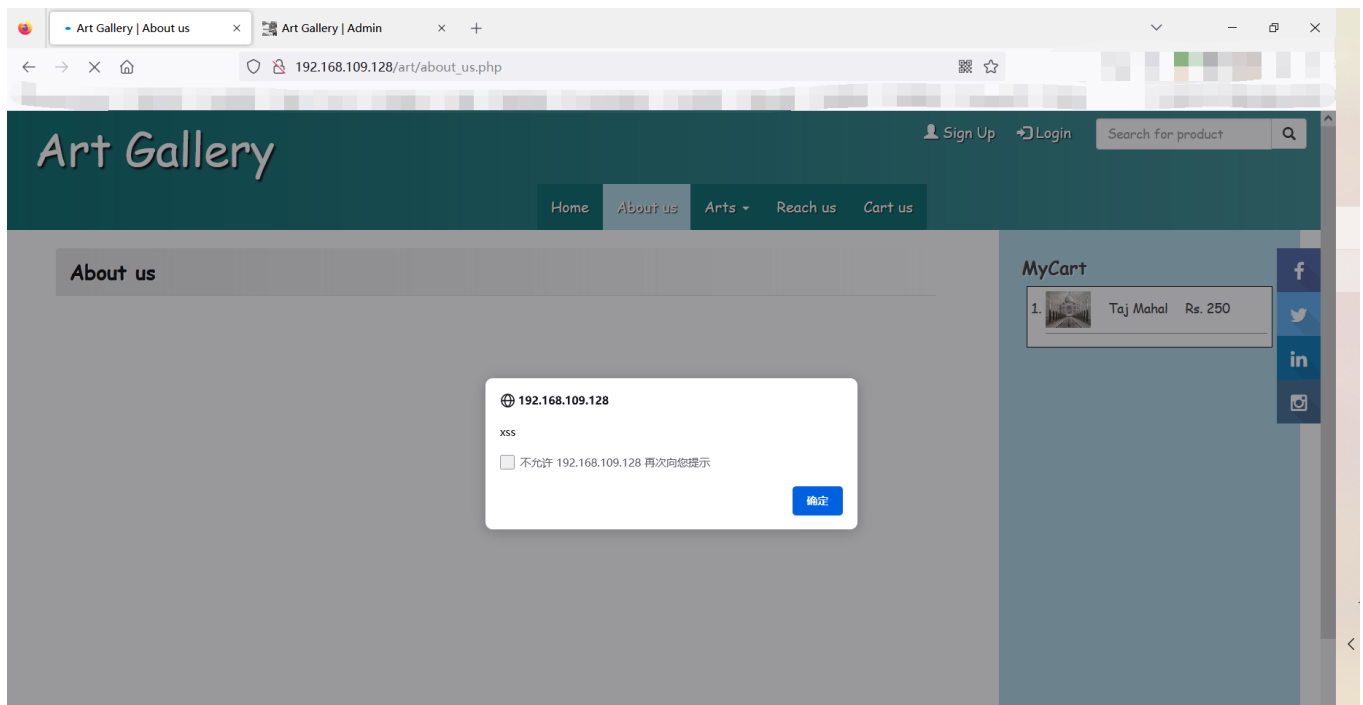 Art Gallery | About us
Art Gallery | Admin
192.168.109.128/art/about_us.php
Art Gallery
Sign Up
Login
Search for product
Home
About us
Arts
Reach us
Cart us
About us
MyCart
1. Taj Mahal Rs. 250
192.168.109.128
xss
不允许 192.168.109.128 再次向您提示
确定